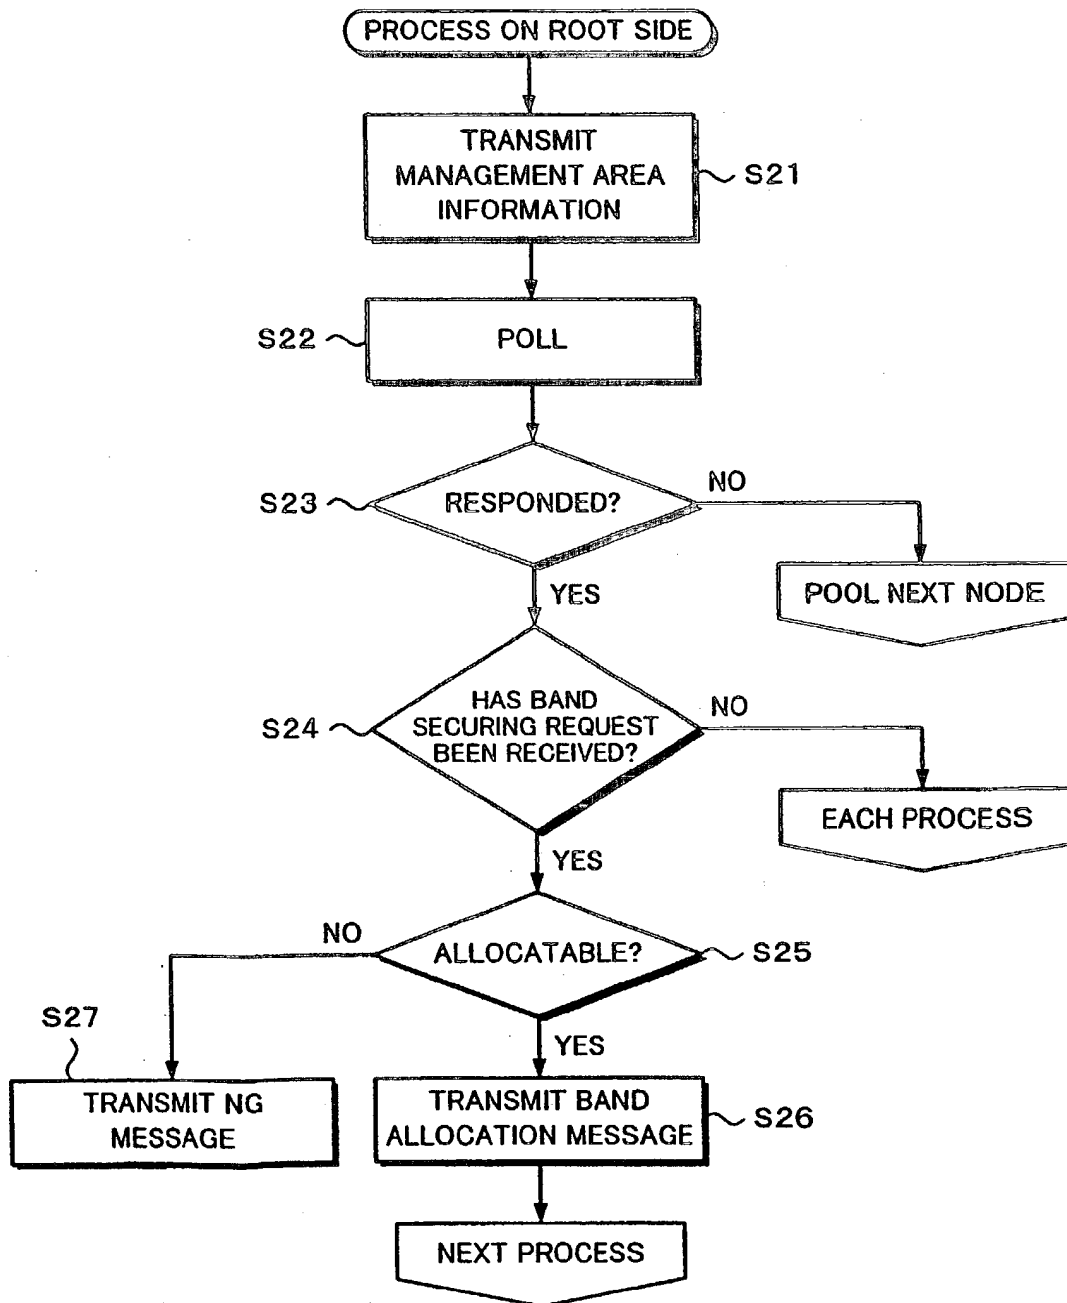 PROCESS ON ROOT SIDE
TRANSMIT
MANAGEMENT AREA
INFORMATION
S21
S22
POLL
S23
RESPONDED?
NO
POOL NEXT NODE
YES
S24
HAS BAND
SECURING REQUEST
BEEN RECEIVED?
NO
EACH PROCESS
YES
NO
ALLOCATABLE?
S25
S27
YES
TRANSMIT NG
MESSAGE
TRANSMIT BAND
ALLOCATION MESSAGE
S26
NEXT PROCESS